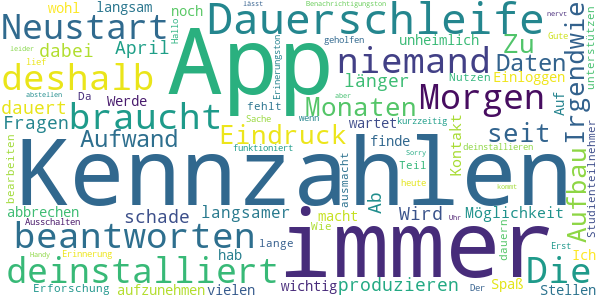 langsam
wohl
noch
Hallo
lässt
Benachrichtigungston
nervt
leider
Dauerschleife
Neustart
App
geholfen
Erinnerungston
unheimlich
Zu
Gute
unterstützen
dabei
April
lief
deshalb
niemand
Daten
Irgendwie
abstellen
Da
Werde
länger
Nutzen
Einloggen
dauert
braucht
Monaten
Morgen
fehlt
Sache
aber
Auf
Fragen
Aufwand
Eindruck
wartet
kurzzeitig
seit
wenn
Kontakt
Studienteilnehmer
funktioniert
finde
Teil
deinstallieren
Aufbau
bearbeiten
Kennzahlen
ausmacht
Sorry
heute
kommt
abbrechen
schade
langsamer
Ab
Wird
Möglichkeit
Ausschalten
macht
Wie
immer
dauern
Uhr
Erst
Ich
beantworten
lange
hab
Die
Handy
Erinnerung
deinstalliert
wichtig
produzieren
Der
Spaß
Erforschung
aufzunehmen
vielen
Stellen